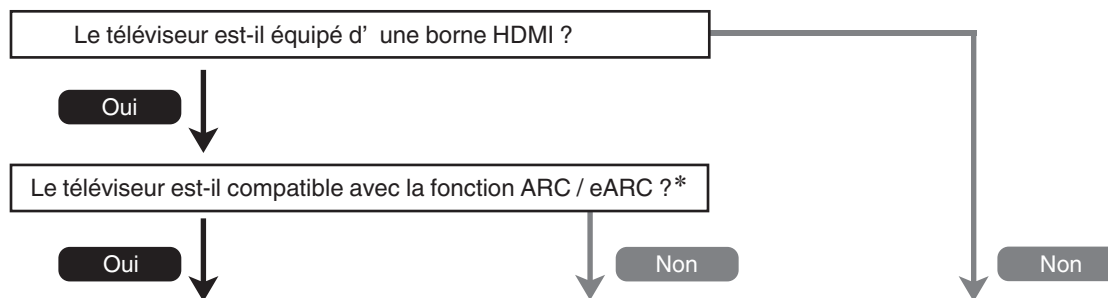 Le téléviseur est-il équipé d’ une borne HDMI ?
Oui
Le téléviseur est-il compatible avec la fonction ARC / eARC ?*
Oui
Non
Non